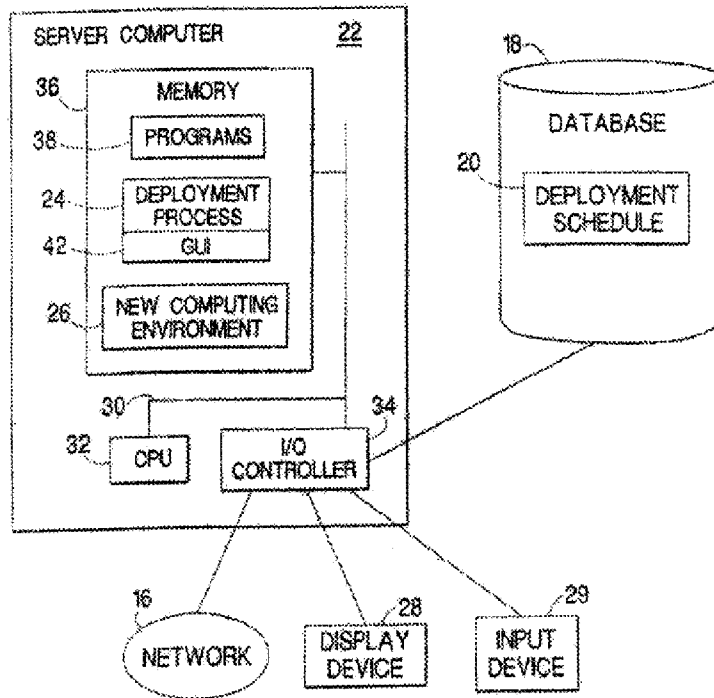 SERVER COMPUTER 22
36
MEMORY
38
PROGRAMS
24
DEPLOYMENT
PROCESS
42
GUI
26
NEW COMPUTING
ENVIRONMENT
30
32
CPU
34
I/O
CONTROLLER
18
DATABASE
20
DEPLOYMENT
SCHEDULE
16
NETWORK
28
DISPLAY
DEVICE
29
INPUT
DEVICE